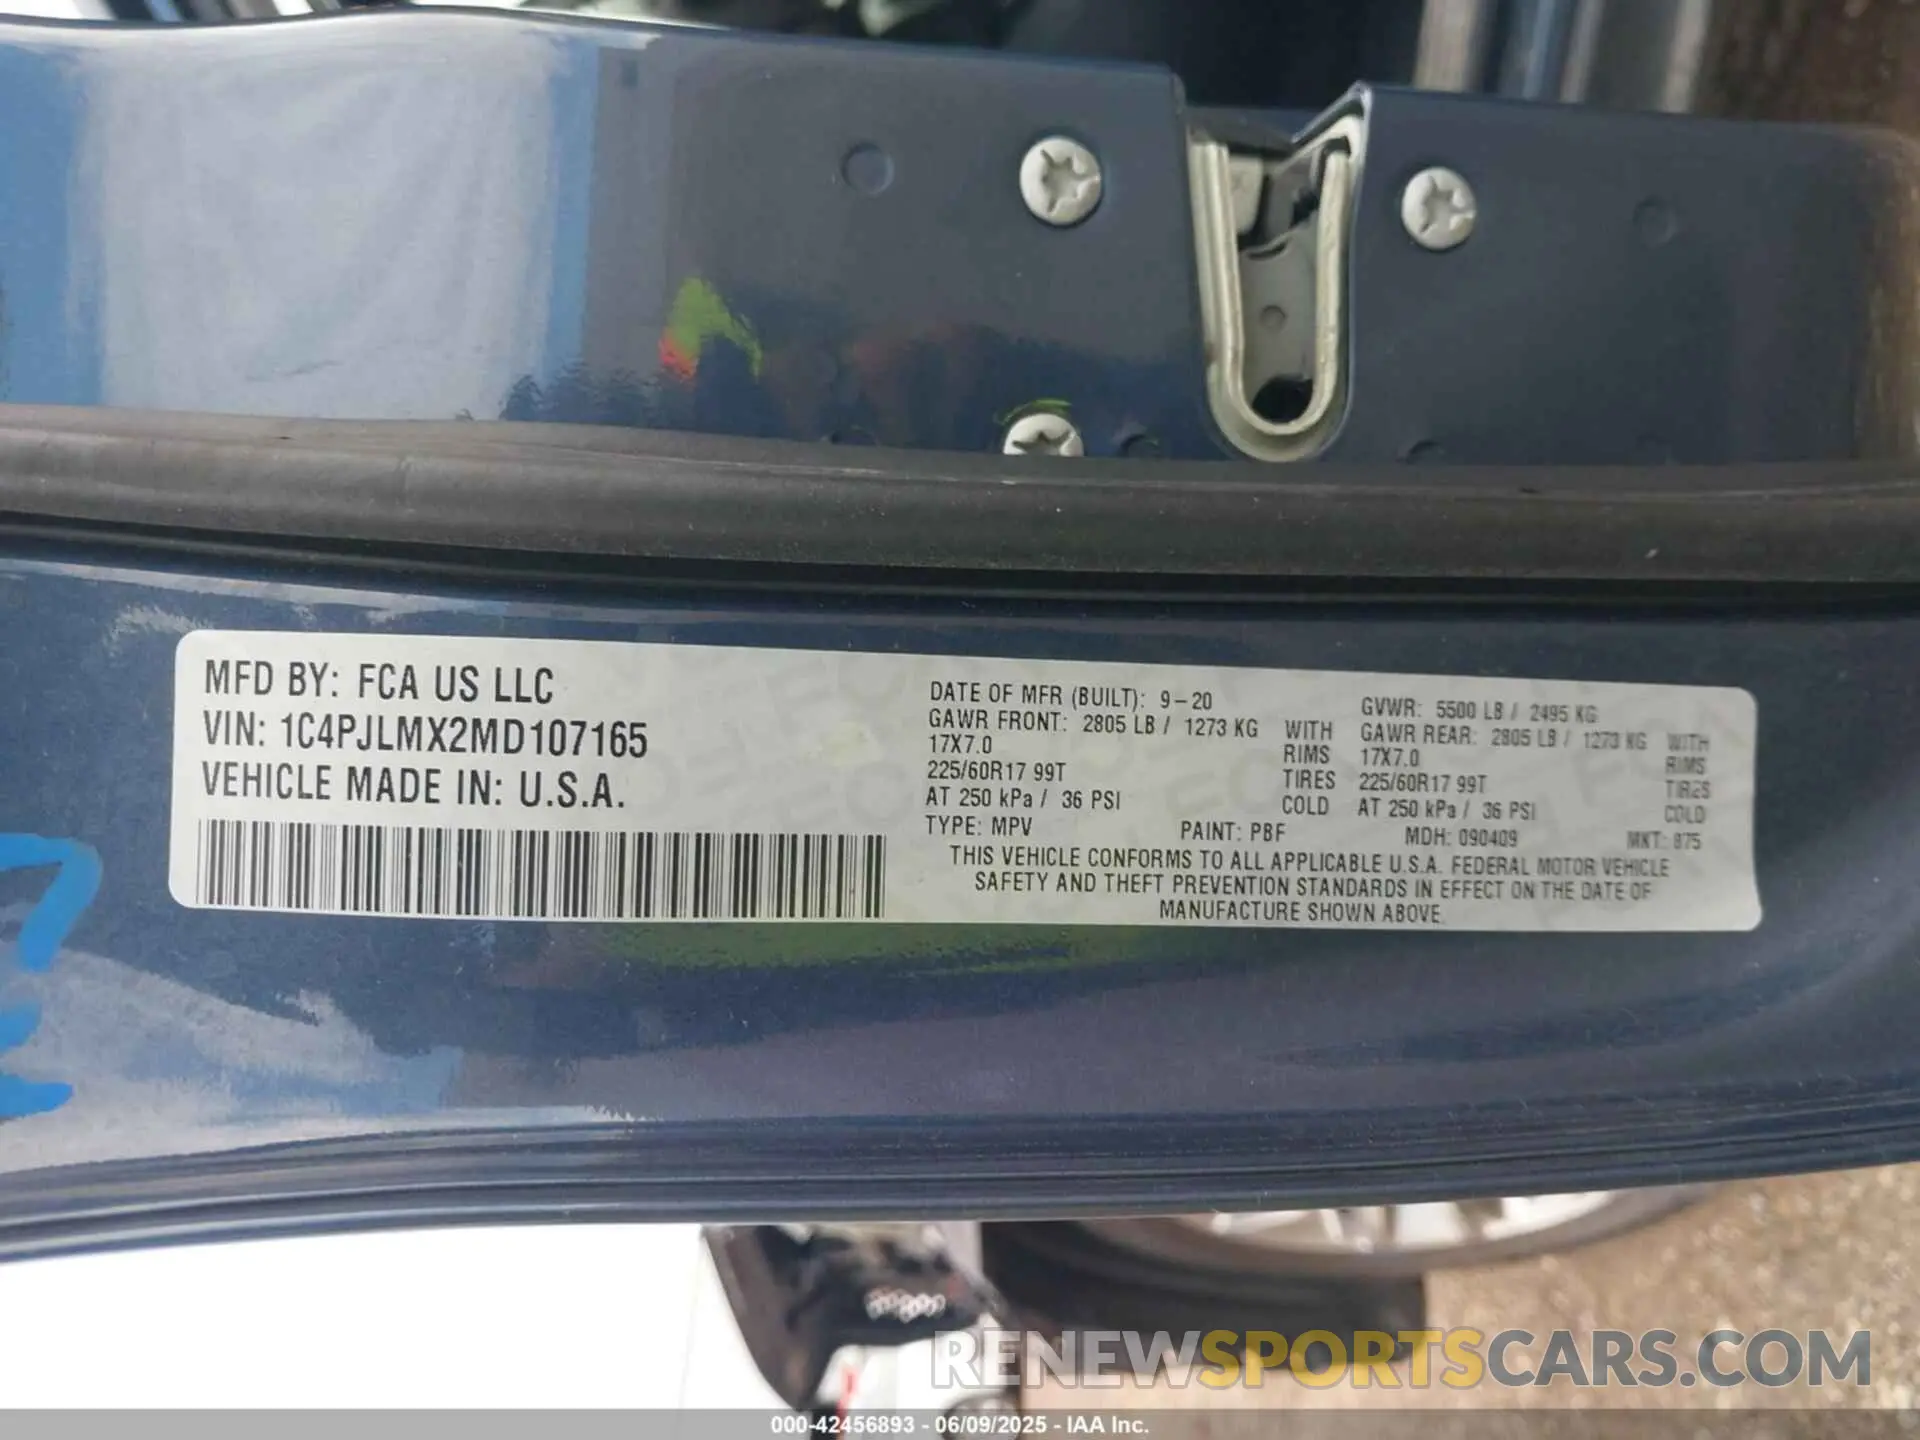 MFD BY: FCA US LLC
VIN: 1C4PJLMX2MD107165
VEHICLE MADE IN: U.S.A.
DATE OF MFR (BUILT): 9-20 GVWR: 5500 LB / 2495 KG
GAWR FRONT: 2805 LB / 1273 KG WITH GAWR REAR: 2805 LB / 1273 KG WITH
17X7.0 RIMS 17X7.0 RIMS
225/60R17 99T TIRES 225/60R17 99T TIRES
AT 250 kPa / 36 PSI COLD AT 250 kPa / 36 PSI COLD
TYPE: MPV PAINT: PBF MDH: 090409 MKT: 875
THIS VEHICLE CONFORMS TO ALL APPLICABLE U.S.A. FEDERAL MOTOR VEHICLE
SAFETY AND THEFT PREVENTION STANDARDS IN EFFECT ON THE DATE OF
MANUFACTURE SHOWN ABOVE.
RENEWSPORTSCARS.COM
000-42456893 - 06/09/2025 - IAA Inc.